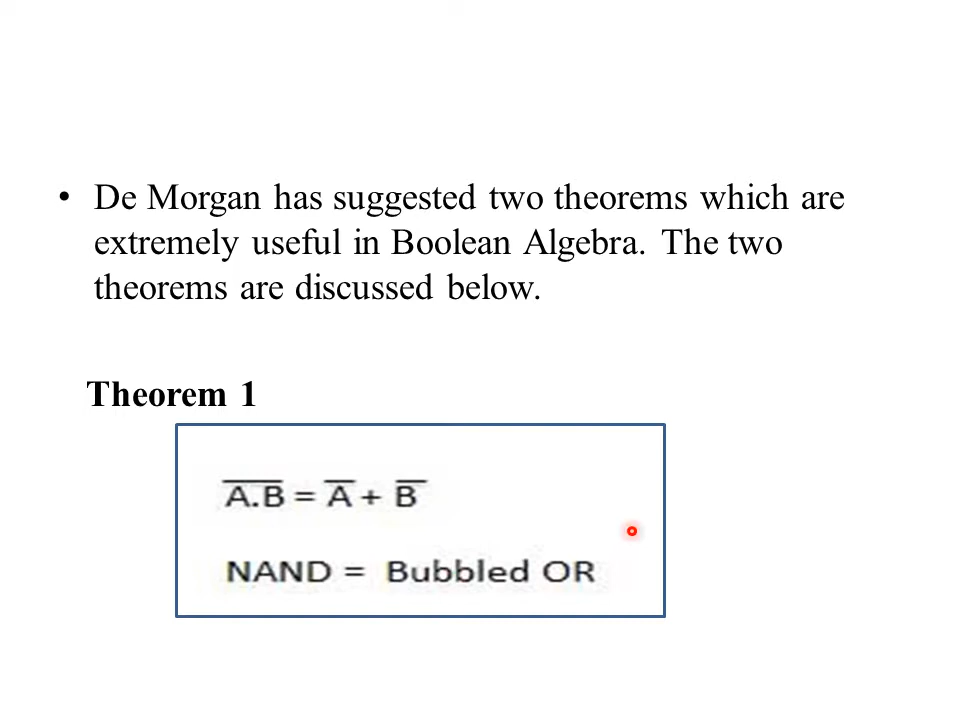 • De Morgan has suggested two theorems which are
extremely useful in Boolean Algebra. The two
theorems are discussed below.
Theorem 1
A̅.̅B̅ = A̅ + B̅
NAND = Bubbled OR